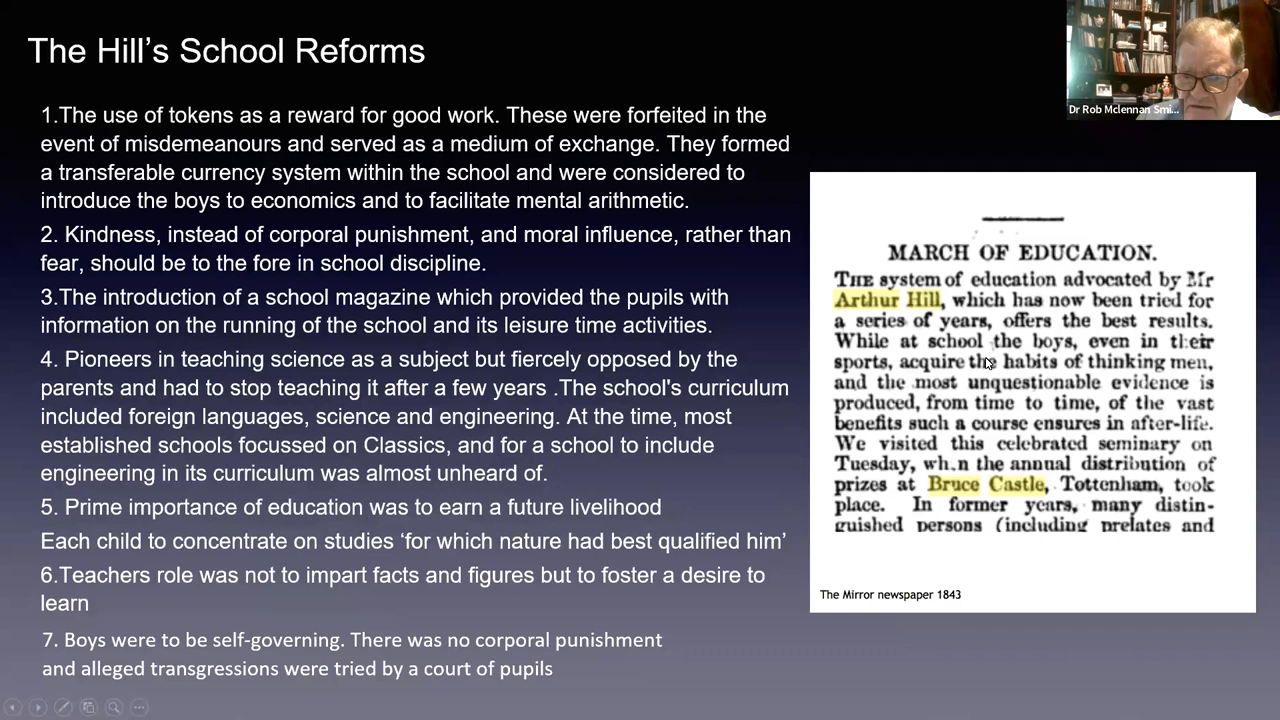 The Hill's School Reforms
1.The use of tokens as a reward for good work. These were forfeited in the
event of misdemeanours and served as a medium of exchange. They formed
a transferable currency system within the school and were considered to
introduce the boys to economics and to facilitate mental arithmetic.
2. Kindness, instead of corporal punishment, and moral influence, rather than
fear, should be to the fore in school discipline.
3.The introduction of a school magazine which provided the pupils with
information on the running of the school and its leisure time activities.
4. Pioneers in teaching science as a subject but fiercely opposed by the
parents and had to stop teaching it after a few years .The school's curriculum
included foreign languages, science and engineering. At the time, most
established schools focussed on Classics, and for a school to include
engineering in its curriculum was almost unheard of.
5. Prime importance of education was to earn a future livelihood
Each child to concentrate on studies ‘for which nature had best qualified him’
6.Teachers role was not to impart facts and figures but to foster a desire to
learn
7. Boys were to be self-governing. There was no corporal punishment
and alleged transgressions were tried by a court of pupils
Dr Rob Mclennan Smi...
MARCH OF EDUCATION.
THE system of education advocated by Mr
Arthur Hill, which has now been tried for
a series of years, offers the best results.
While at school the boys, even in their
sports, acquire the habits of thinking men,
and the most unquestionable evidence is
produced, from time to time, of the vast
benefits such a course ensures in after-life.
We visited this celebrated seminary on
Tuesday, wh.n the annual distribution of
prizes at Bruce Castle, Tottenham, took
place. In former years, many distin-
guished persons (including prelates and
The Mirror newspaper 1843